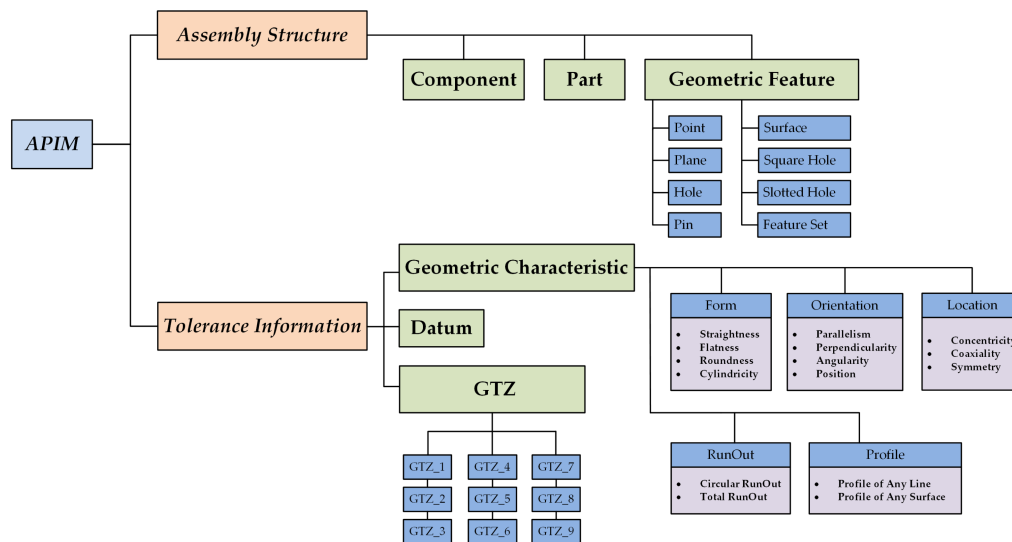 APIM
Assembly Structure
Component
Part
Geometric Feature
Point
Plane
Hole
Pin
Surface
Square Hole
Slotted Hole
Feature Set
Tolerance Information
Geometric Characteristic
Form
• Straightness
• Flatness
• Roundness
• Cylindricity
Orientation
• Parallelism
• Perpendicularity
• Angularity
• Position
Location
• Concentricity
• Coaxiality
• Symmetry
RunOut
• Circular RunOut
• Total RunOut
Profile
• Profile of Any Line
• Profile of Any Surface
Datum
GTZ
GTZ_1
GTZ_2
GTZ_3
GTZ_4
GTZ_5
GTZ_6
GTZ_7
GTZ_8
GTZ_9